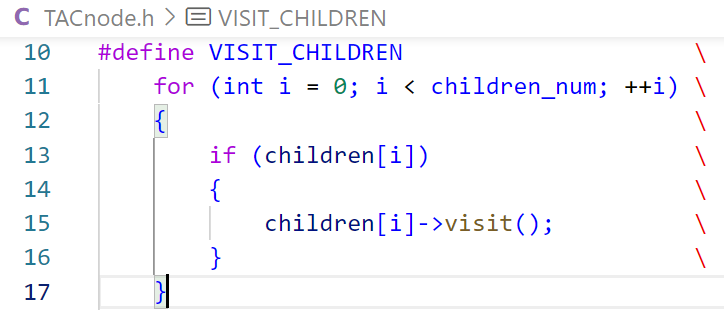 C TACnode.h > VISIT_CHILDREN
10 #define VISIT_CHILDREN \
11     for (int i = 0; i < children_num; ++i) \
12     { \
13         if (children[i]) \
14         { \
15             children[i]->visit(); \
16         } \
17     }